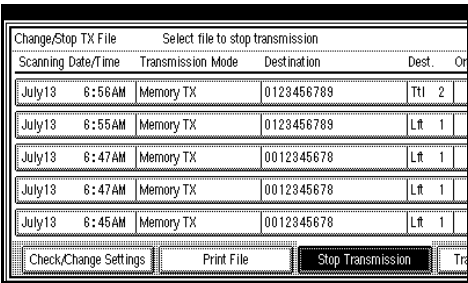 Change/Stop TX File Select file to stop transmission
Scanning Date/Time Transmission Mode Destination Dest.
July13 6:56AM Memory TX 0123456789 Ttl 2
July13 6:55AM Memory TX 0123456789 Lft 1
July13 6:47AM Memory TX 0012345678 Lft 1
July13 6:47AM Memory TX 0012345678 Lft 1
July13 6:45AM Memory TX 0012345678 Lft 1
Check/Change Settings Print File Stop Transmission